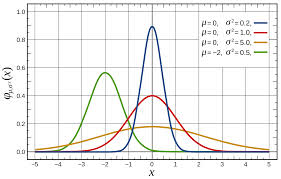 1.0
μ= 0, σ²= 0.2,
μ= 0, σ²= 1.0,
0.8
μ= 0, σ²= 5.0,
μ= −2, σ²= 0.5,
0.6
φμ,σ²(x)
0.4
0.2
0.0
−5 −4 −3 −2 −1 0 1 2 3 4 5
x